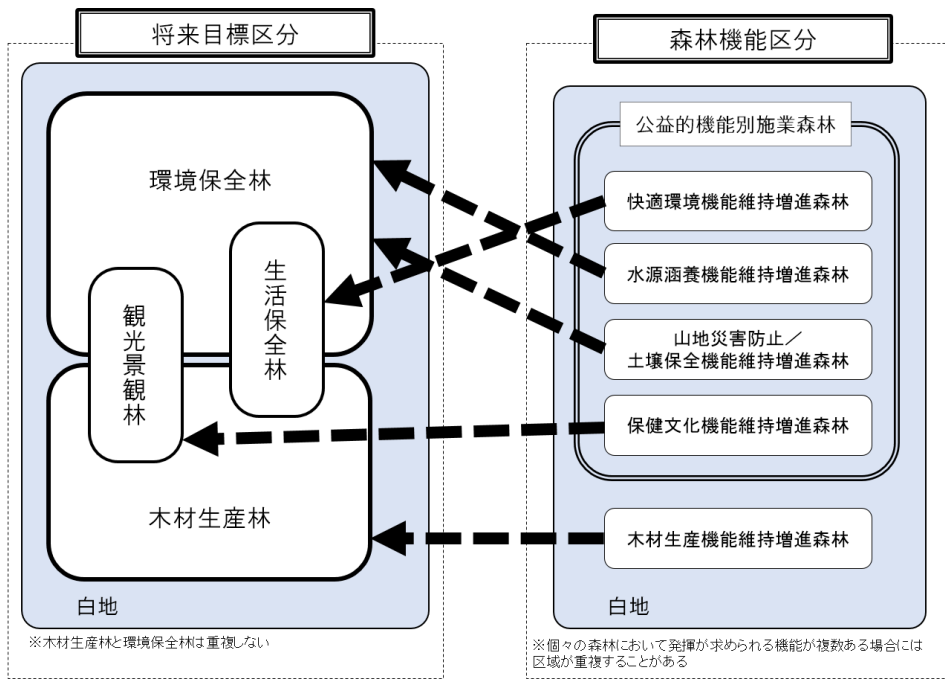 将来目標区分
環境保全林
生活保全林
観光景観林
木材生産林
白地
※木材生産林と環境保全林は重複しない
森林機能区分
公益的機能別施業森林
快適環境機能維持増進森林
水源涵養機能維持増進森林
山地災害防止／
土壌保全機能維持増進森林
保健文化機能維持増進森林
木材生産機能維持増進森林
白地
※個々の森林において発揮が求められる機能が複数ある場合には
区域が重複することがある